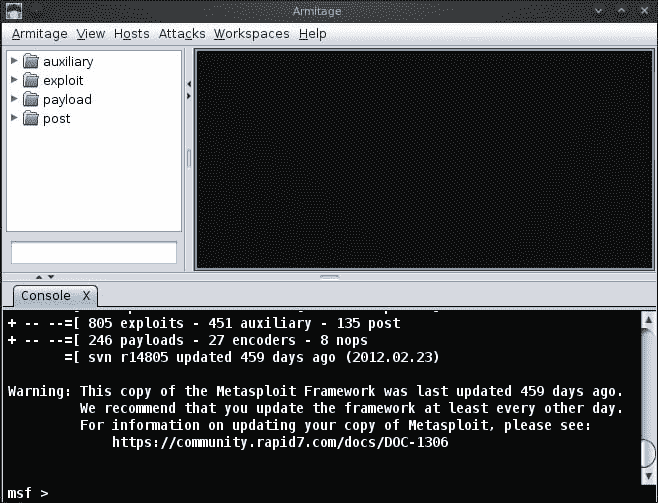 Armitage
Armitage View Hosts Attacks Workspaces Help
auxiliary
exploit
payload
post
Console X
+ -- --=[ 805 exploits - 451 auxiliary - 135 post
+ -- --=[ 246 payloads - 27 encoders - 8 nops
=[ svn r14805 updated 459 days ago (2012.02.23)
Warning: This copy of the Metasploit Framework was last updated 459 days ago.
We recommend that you update the framework at least every other day.
For information on updating your copy of Metasploit, please see:
https://community.rapid7.com/docs/DOC-1306
msf >